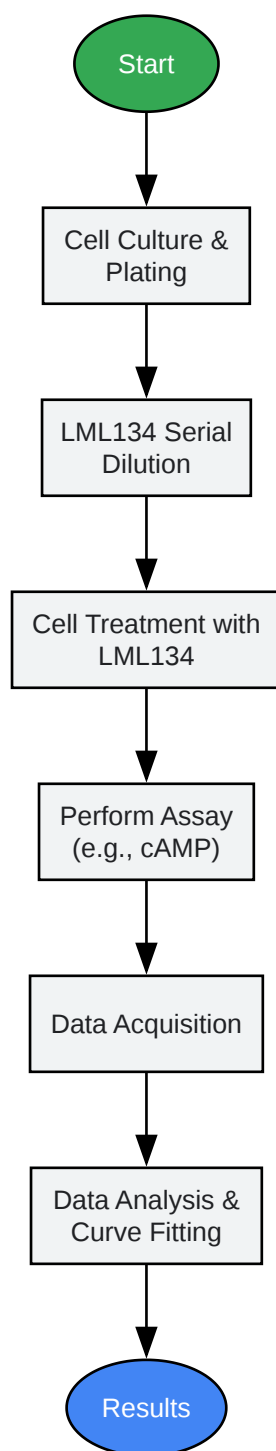 Start
Cell Culture &
Plating
LML134 Serial
Dilution
Cell Treatment with
LML134
Perform Assay
(e.g., cAMP)
Data Acquisition
Data Analysis &
Curve Fitting
Results